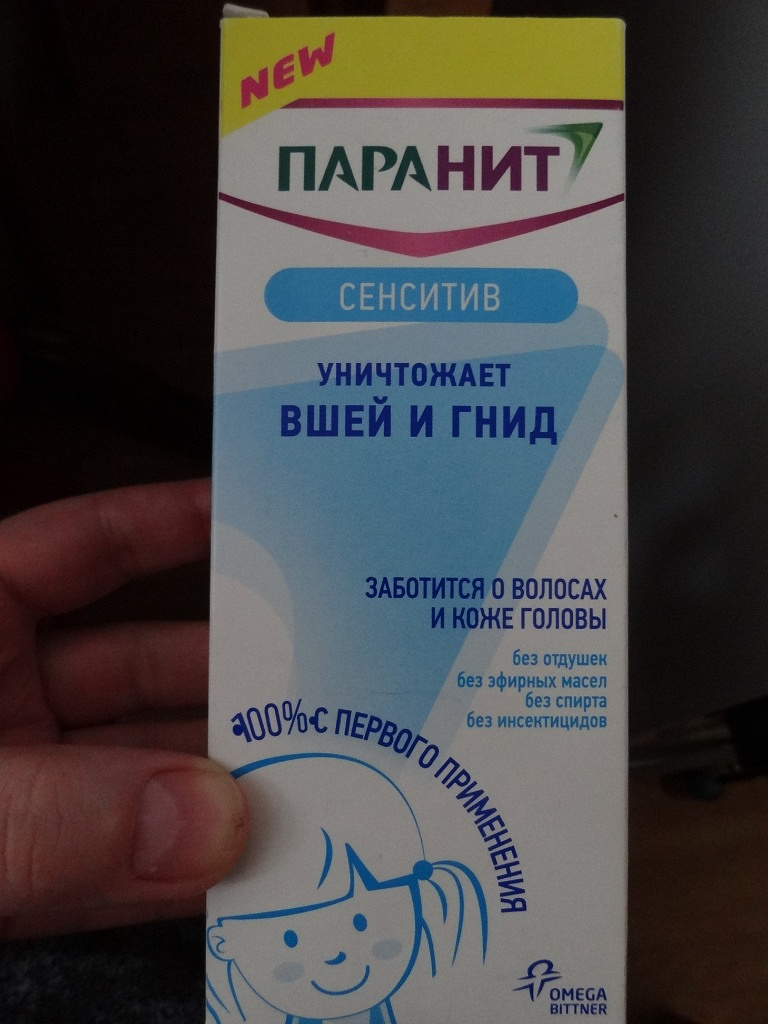 NEW
ПАРАНИТ
СЕНСИТИВ
УНИЧТОЖАЕТ
ВШЕЙ И ГНИД
ЗАБОТИТСЯ О ВОЛОСАХ
И КОЖЕ ГОЛОВЫ
без отдушек
без эфирных масел
без спирта
без инсектицидов
100% С ПЕРВОГО ПРИМЕНЕНИЯ
OMEGA
BITTNER